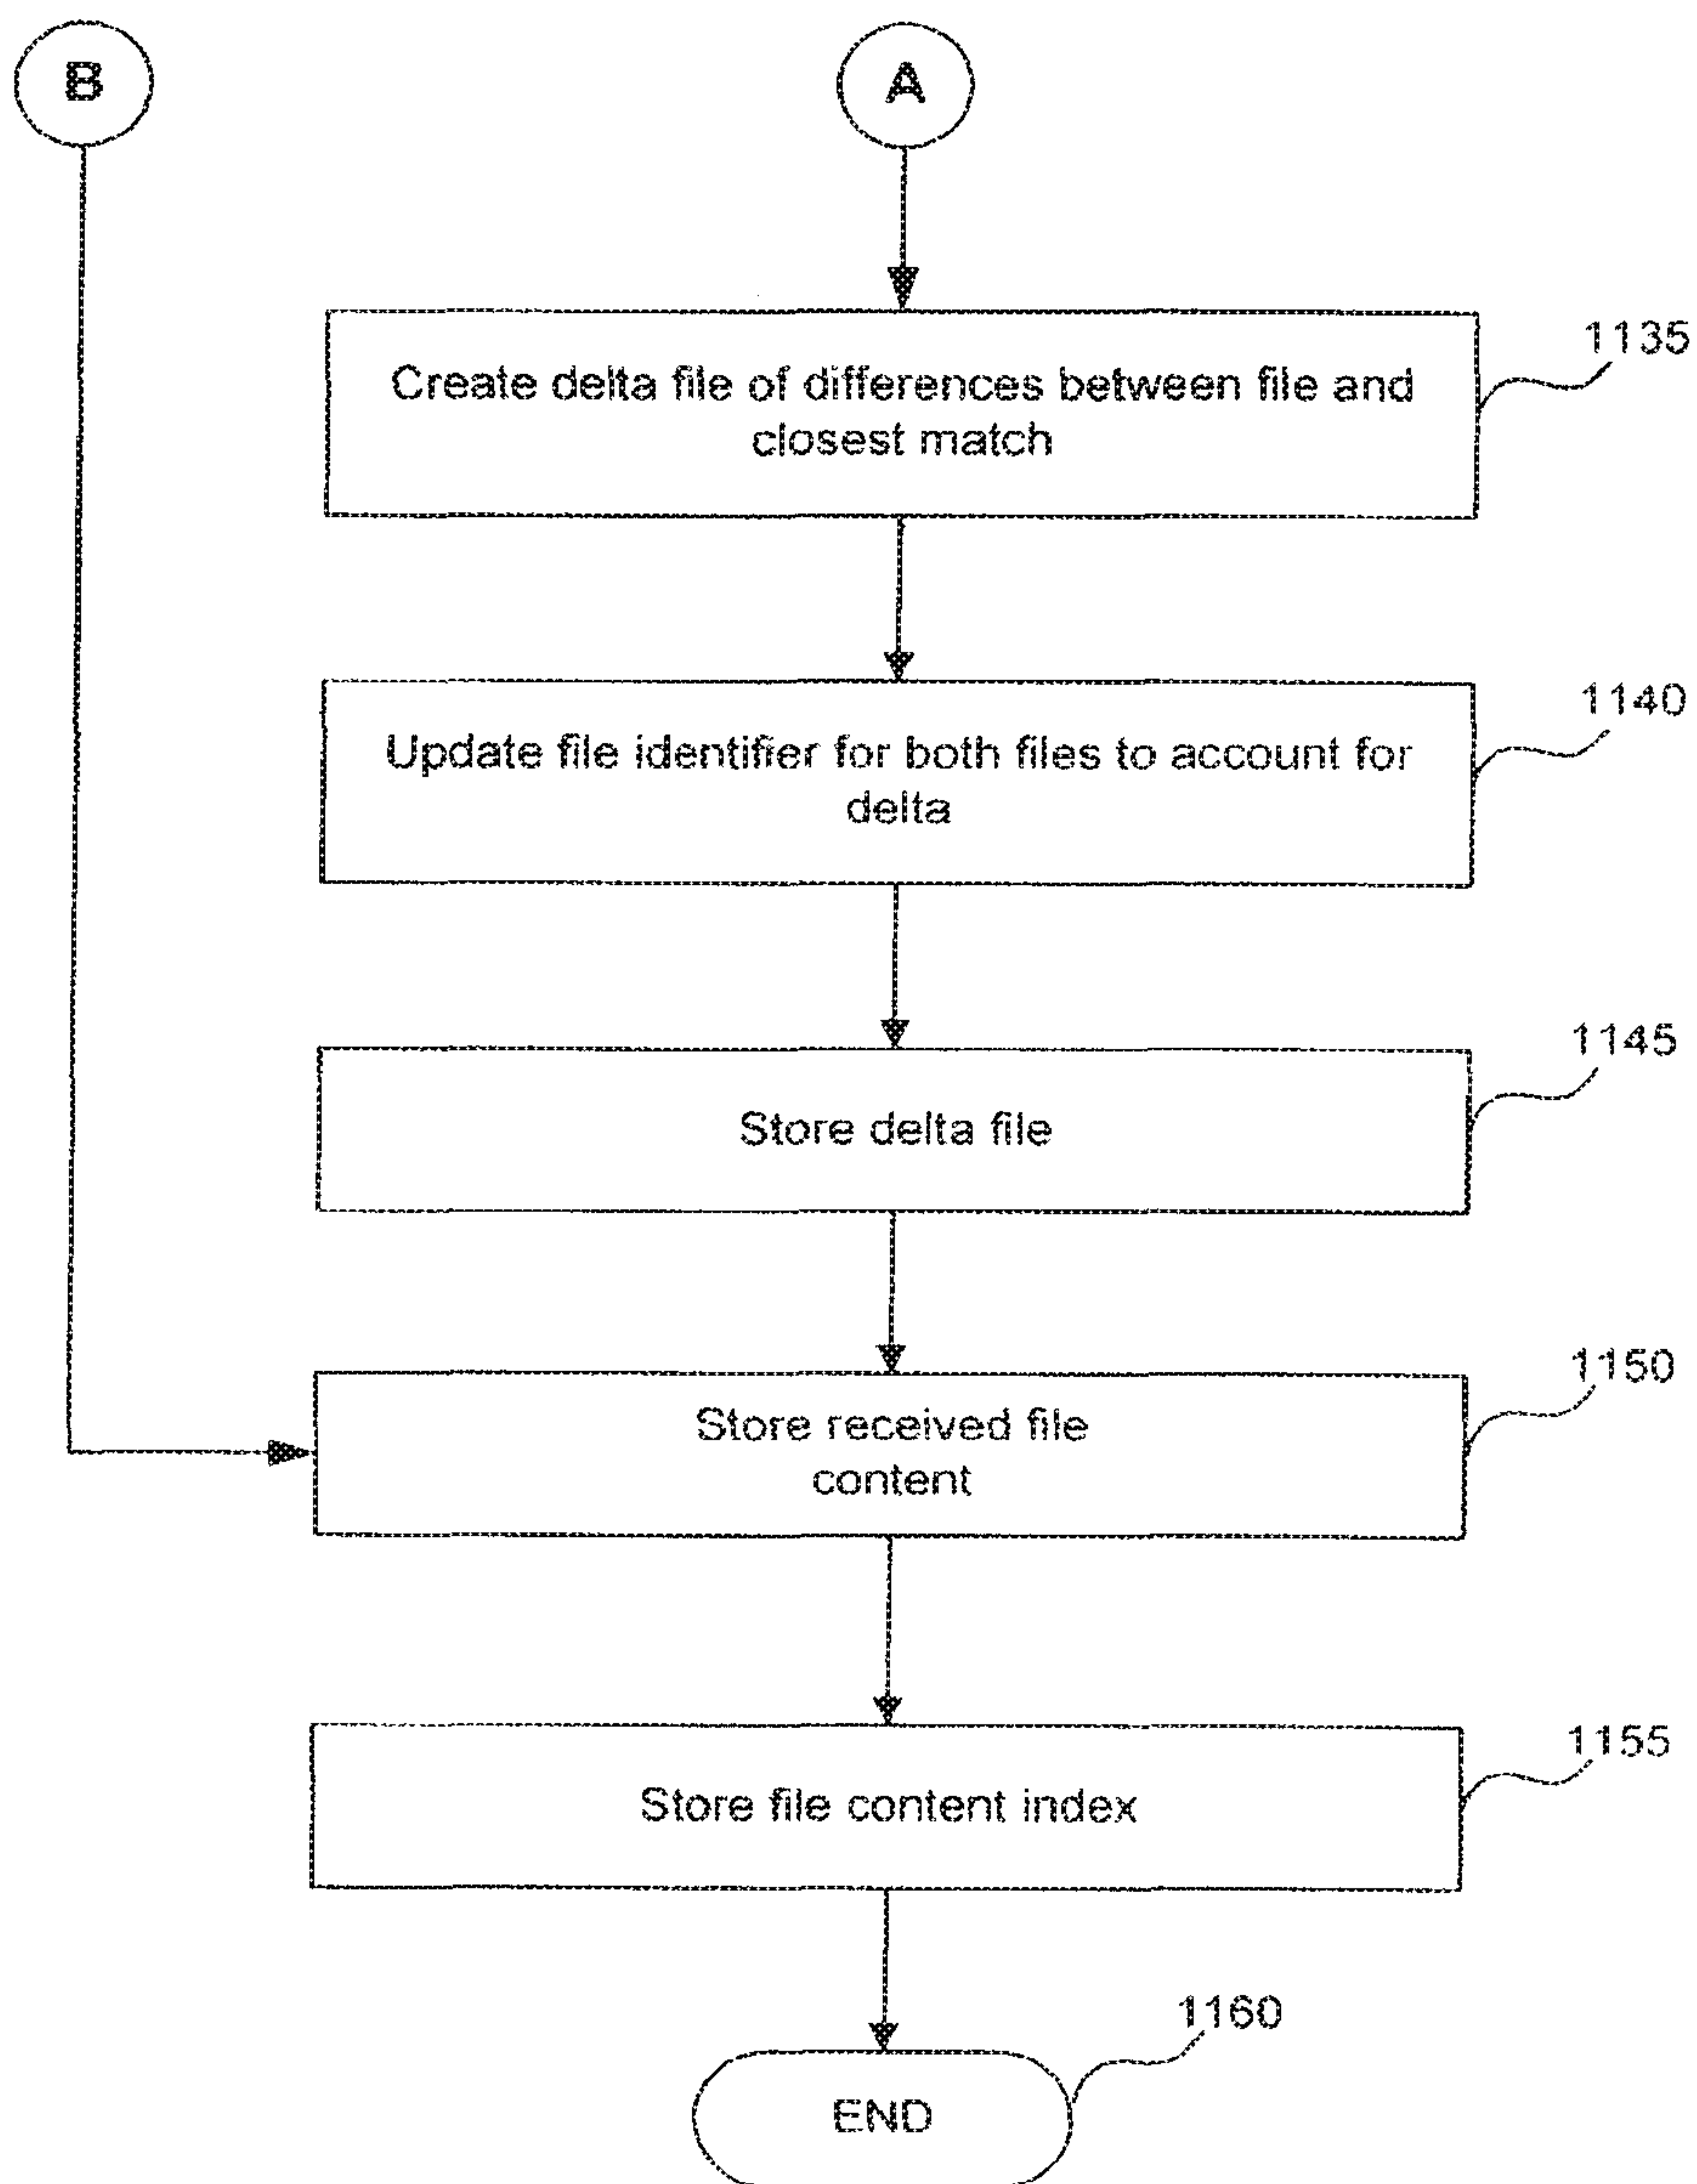 B
A
1135
Create delta file of differences between file and
closest match
1140
Update file identifier for both files to account for
delta
1145
Store delta file
1150
Store received file
content
1155
Store file content index
1160
END